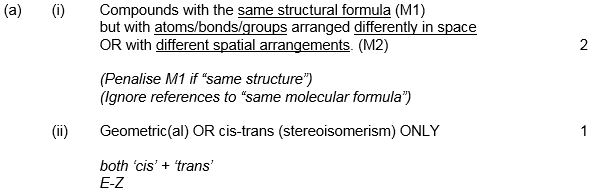 (a) (i) Compounds with the same structural formula (M1)
but with atoms/bonds/groups arranged differently in space
OR with different spatial arrangements. (M2) 2
(Penalise M1 if “same structure”)
(Ignore references to “same molecular formula”)
(ii) Geometric(al) OR cis-trans (stereoisomerism) ONLY 1
both ‘cis’ + ‘trans’
E-Z